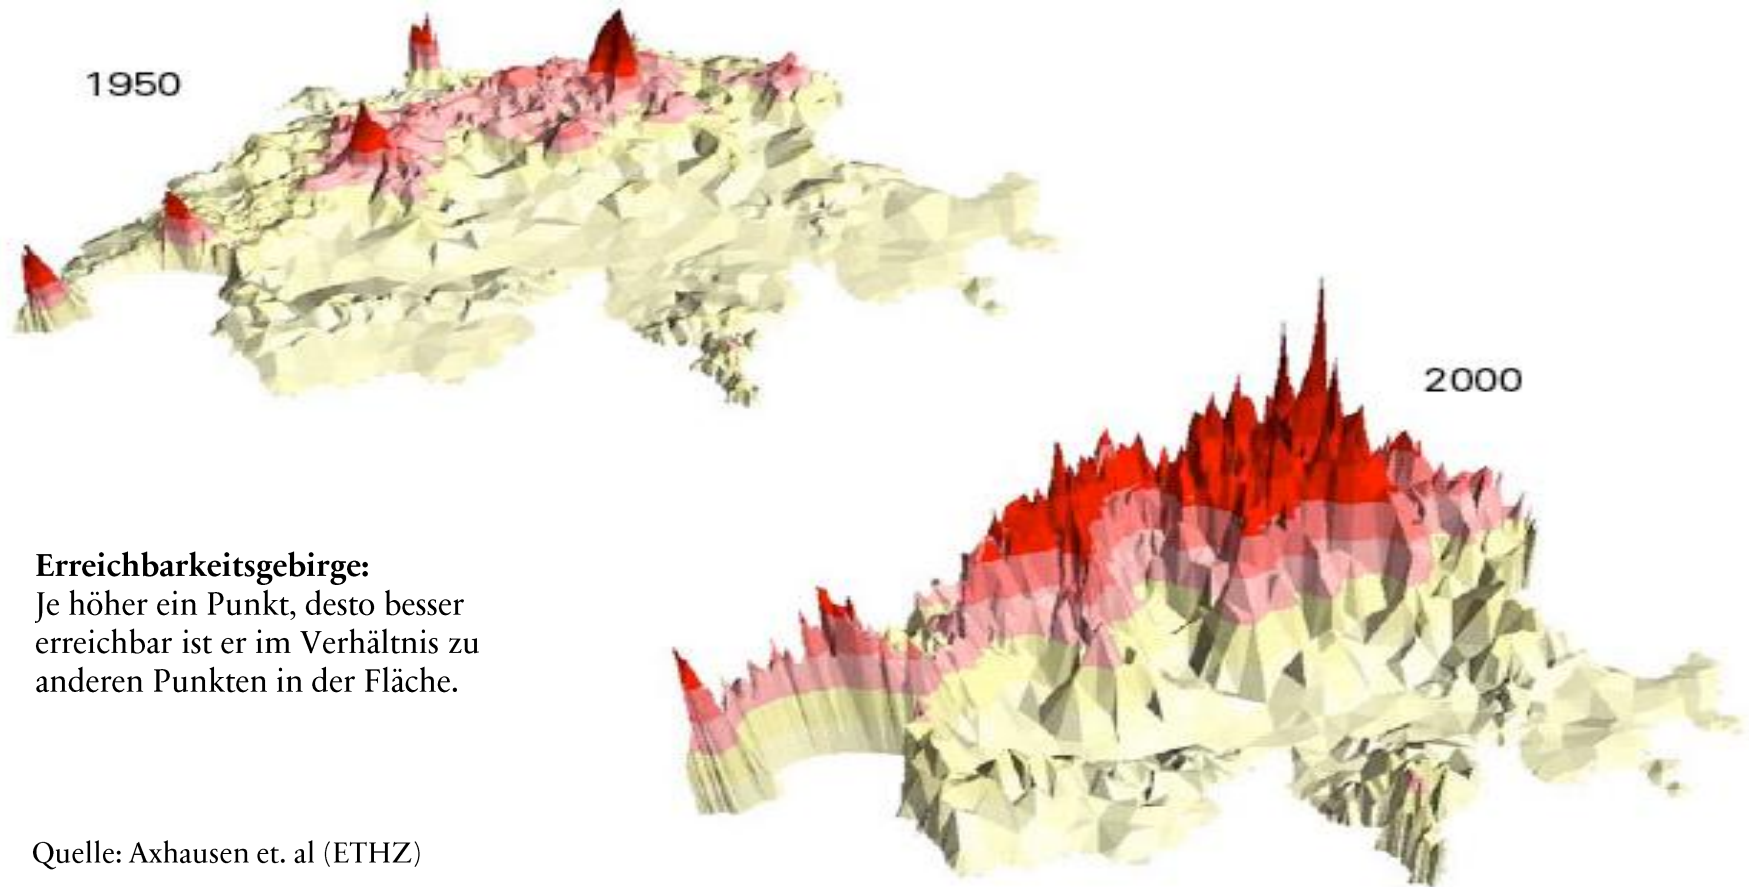 1950
2000
Erreichbarkeitsgebirge:
Je höher ein Punkt, desto besser
erreichbar ist er im Verhältnis zu
anderen Punkten in der Fläche.
Quelle: Axhausen et. al (ETHZ)